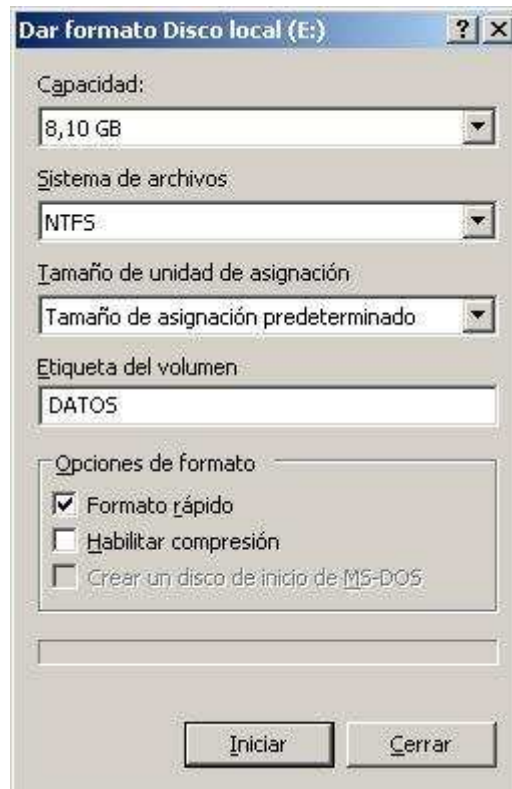 Dar formato Disco local (E:)
Capacidad:
8,10 GB
Sistema de archivos
NTFS
Tamaño de unidad de asignación
Tamaño de asignación predeterminado
Etiqueta del volumen
DATOS
Opciones de formato
Formato rápido
Habilitar compresión
Crear un disco de inicio de MS-DOS
Iniciar Cerrar